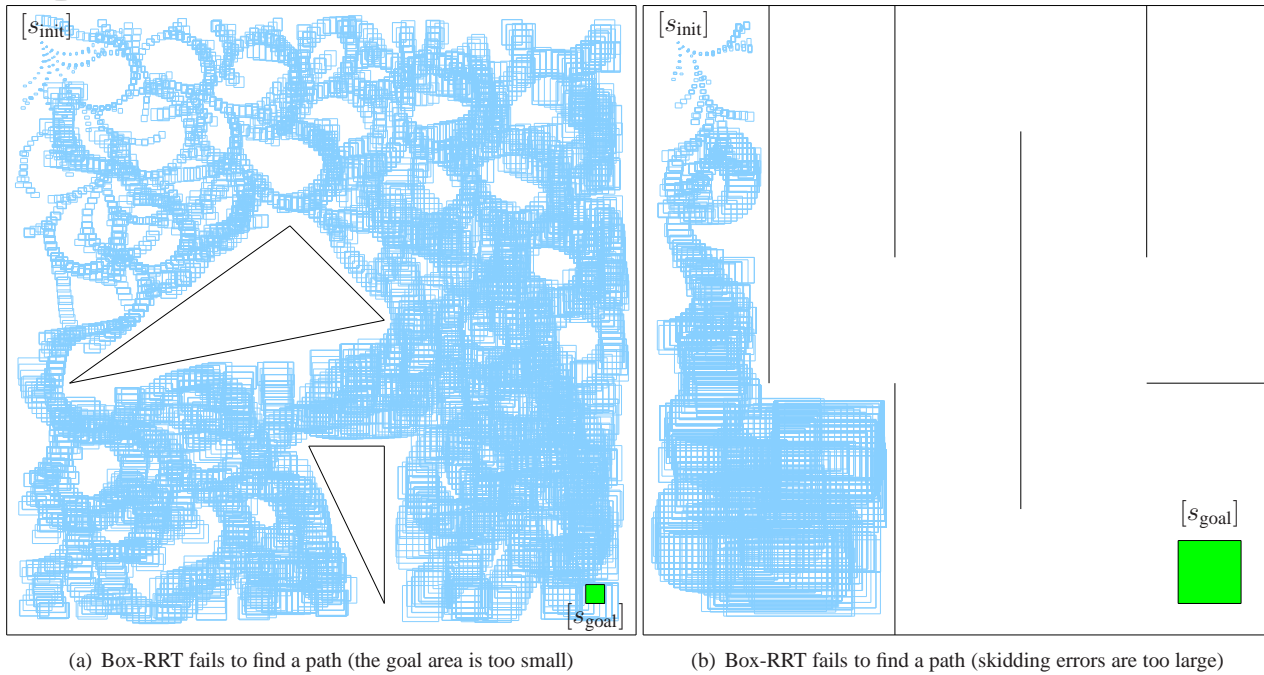 [s_init]
[s_goal]
(a) Box-RRT fails to find a path (the goal area is too small)
[s_init]
[s_goal]
(b) Box-RRT fails to find a path (skidding errors are too large)